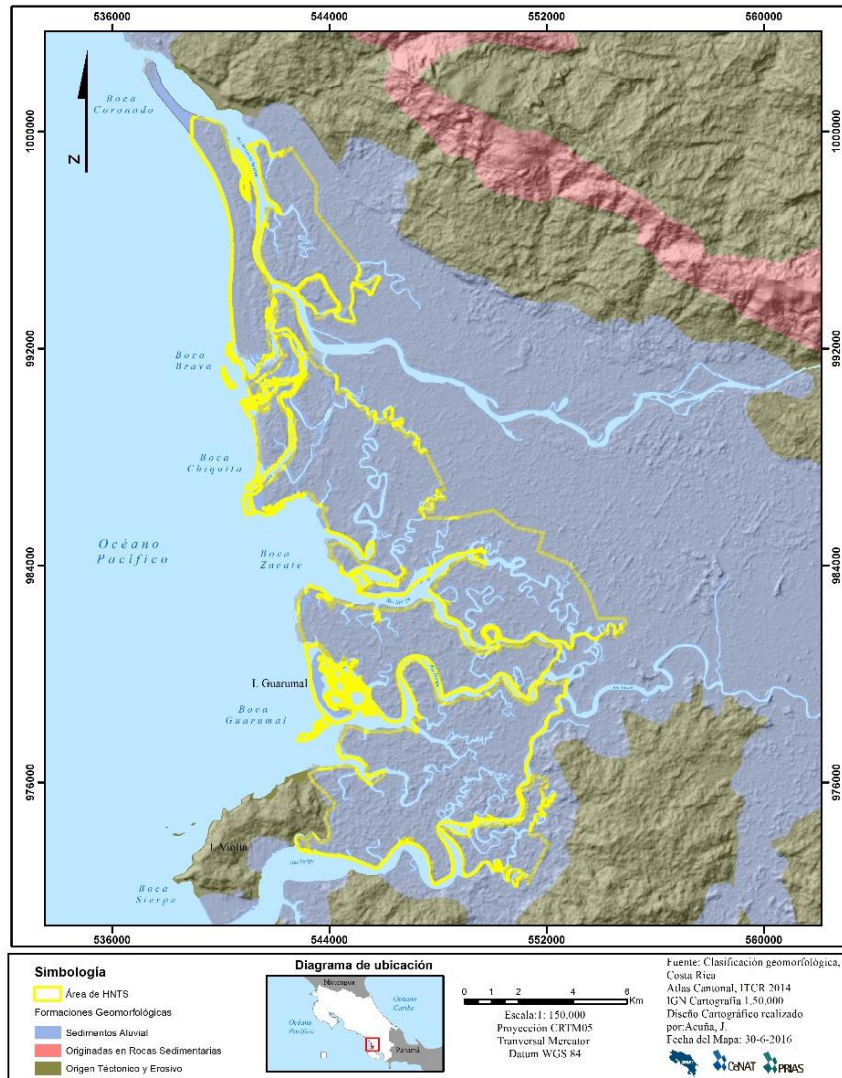 536000 544000 552000 560000
1000000
1000000
992000
992000
984000
984000
976000
976000
Boca
Coronado
N
Boca
Brava
Boca
Chiquita
Océano
Pacífico
Boca
Zacate
I. Guarumal
Boca
Guarumal
I. Violín
Boca
Sierpe
Río Sierpe
536000 544000 552000 560000
Simbología
Área de HNTS
Formaciones Geomorfológicas
Sedimentos Aluvial
Originadas en Rocas Sedimentarias
Origen Téctonico y Erosivo
Diagrama de ubicación
Nicaragua
Océano
Caribe
Océano
Pacífico
Panamá
0 1 2 4 6
Km
Escala:1: 150,000
Proyección CRTM05
Tranversal Mercator
Datum WGS 84
Fuente: Clasificación geomorfológica,
Costa Rica
Atlas Cantonal, ITCR 2014
IGN Cartografía 1.50,000
Diseño Cartográfico realizado
por:Acuña, J.
Fecha del Mapa: 30-6-2016
CeNAT PRIAS